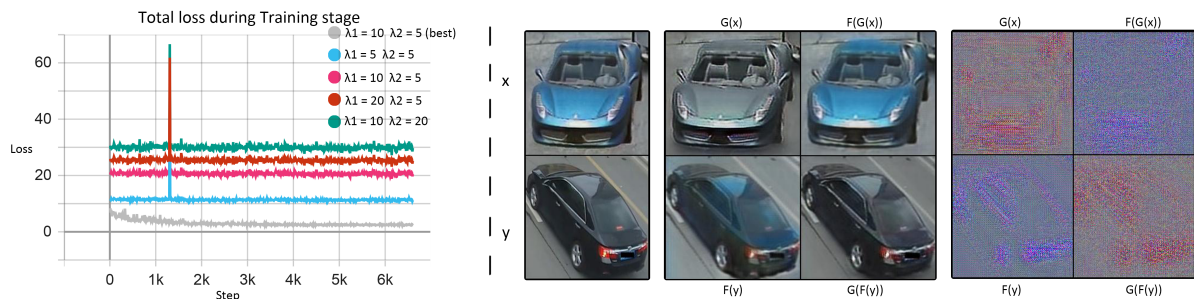 Total loss during Training stage
λ1 = 10 λ2 = 5 (best)
λ1 = 5 λ2 = 5
λ1 = 10 λ2 = 5
λ1 = 20 λ2 = 5
λ1 = 10 λ2 = 20
60
40
Loss
20
0
0 1k 2k 3k 4k 5k 6k
Step
x
y
G(x) F(G(x))
F(y) G(F(y))
G(x) F(G(x))
F(y) G(F(y))